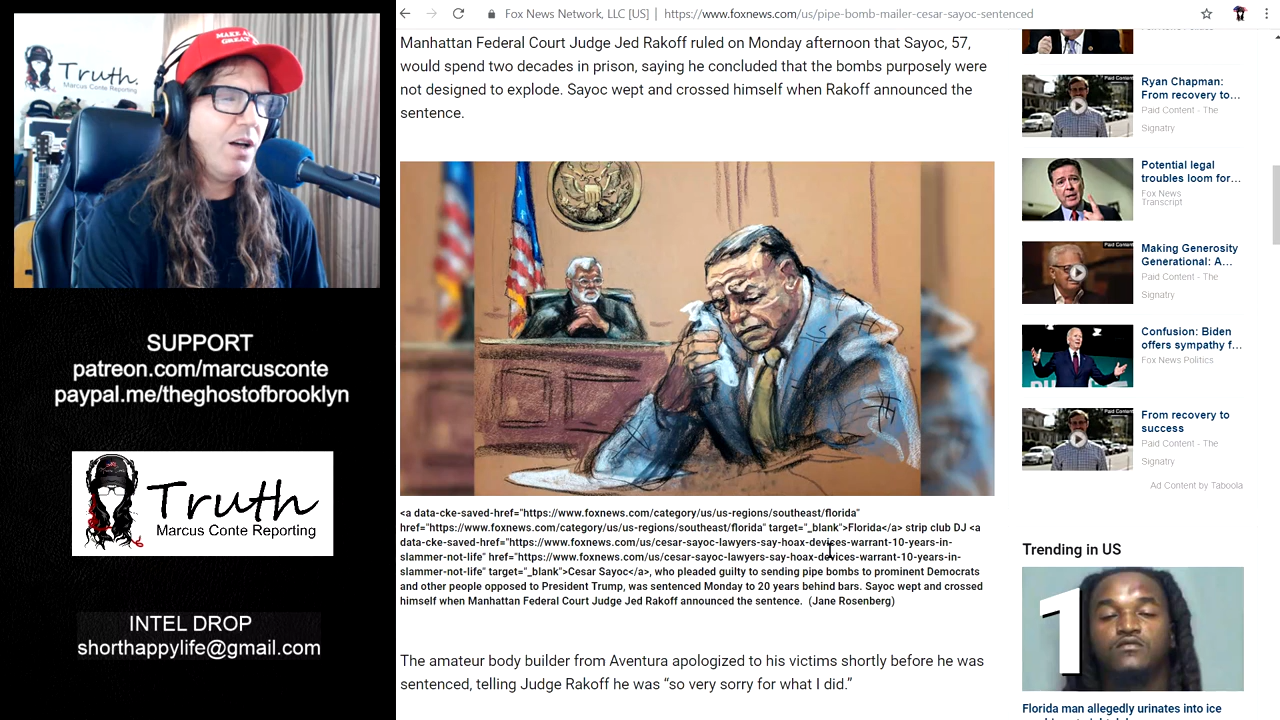 MAKE A
GREAT
Truth.
Marcus Conte Reporting
SUPPORT
patreon.com/marcusconte
paypal.me/theghostofbrooklyn
Truth
Marcus Conte Reporting
INTEL DROP
shorthappylife@gmail.com
Fox News Network, LLC [US] | https://www.foxnews.com/us/pipe-bomb-mailer-cesar-sayoc-sentenced
Manhattan Federal Court Judge Jed Rakoff ruled on Monday afternoon that Sayoc, 57,
would spend two decades in prison, saying he concluded that the bombs purposely were
not designed to explode. Sayoc wept and crossed himself when Rakoff announced the
sentence.
<a data-cke-saved-href="https://www.foxnews.com/category/us/us-regions/southeast/florida"
href="https://www.foxnews.com/category/us/us-regions/southeast/florida" target="_blank">Florida</a> strip club DJ <a
data-cke-saved-href="https://www.foxnews.com/us/cesar-sayoc-lawyers-say-hoax-devices-warrant-10-years-in-
slammer-not-life" href="https://www.foxnews.com/us/cesar-sayoc-lawyers-say-hoax-devices-warrant-10-years-in-
slammer-not-life" target="_blank">Cesar Sayoc</a>, who pleaded guilty to sending pipe bombs to prominent Democrats
and other people opposed to President Trump, was sentenced Monday to 20 years behind bars. Sayoc wept and crossed
himself when Manhattan Federal Court Judge Jed Rakoff announced the sentence. (Jane Rosenberg)
The amateur body builder from Aventura apologized to his victims shortly before he was
sentenced, telling Judge Rakoff he was “so very sorry for what I did.”
Paid Content
Ryan Chapman:
From recovery to...
Paid Content - The
Signatry
Potential legal
troubles loom for...
Fox News
Transcript
Paid Content
Making Generosity
Generational: A...
Paid Content - The
Signatry
Confusion: Biden
offers sympathy f...
Fox News Politics
Paid Content
From recovery to
success
Paid Content - The
Signatry
Ad Content by Taboola
Trending in US
1
Florida man allegedly urinates into ice